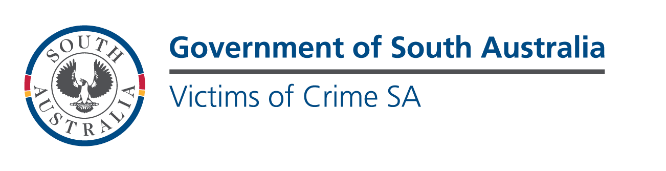 SOUTH
AUSTRALIA
Government of South Australia
Victims of Crime SA